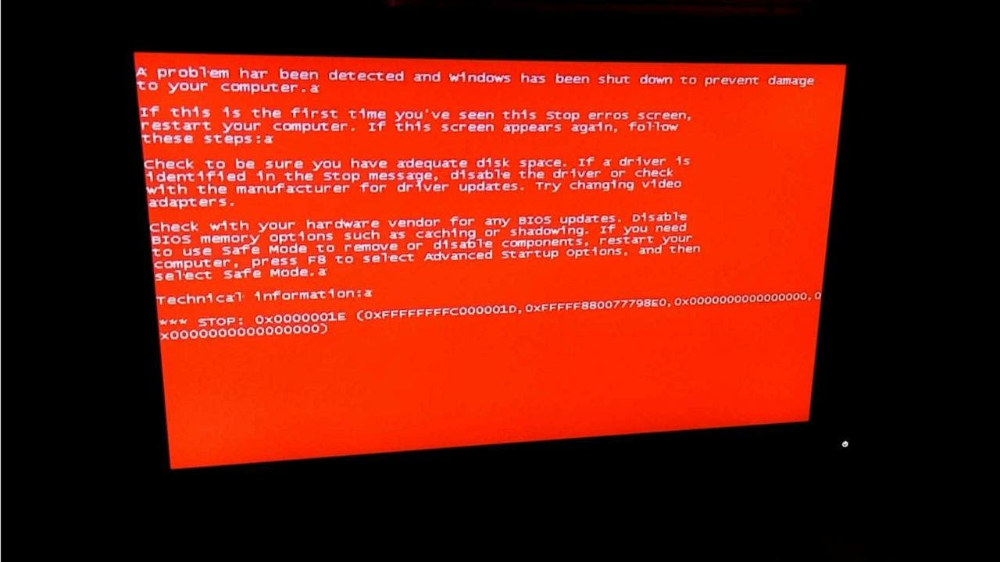 A problem har been detected and Windows has been shut down to prevent damage
to your computer.a
If this is the first time you've seen this Stop erros screen,
restart your computer. If this screen appears again, follow
these steps:a
Check to be sure you have adequate disk space. If a driver is
identified in the Stop message, disable the driver or check
with the manufacturer for driver updates. Try changing video
adapters.
Check with your hardware vendor for any BIOS updates. Disable
BIOS memory options such as caching or shadowing. If you need
to use Safe Mode to remove or disable components, restart your
computer, press F8 to select Advanced Startup Options, and then
select Safe Mode.a
Technical information:a
*** STOP: 0x0000001E (0xFFFFFFFFC000001D,0xFFFFF880077798E0,0x0000000000000000,0
x0000000000000000)